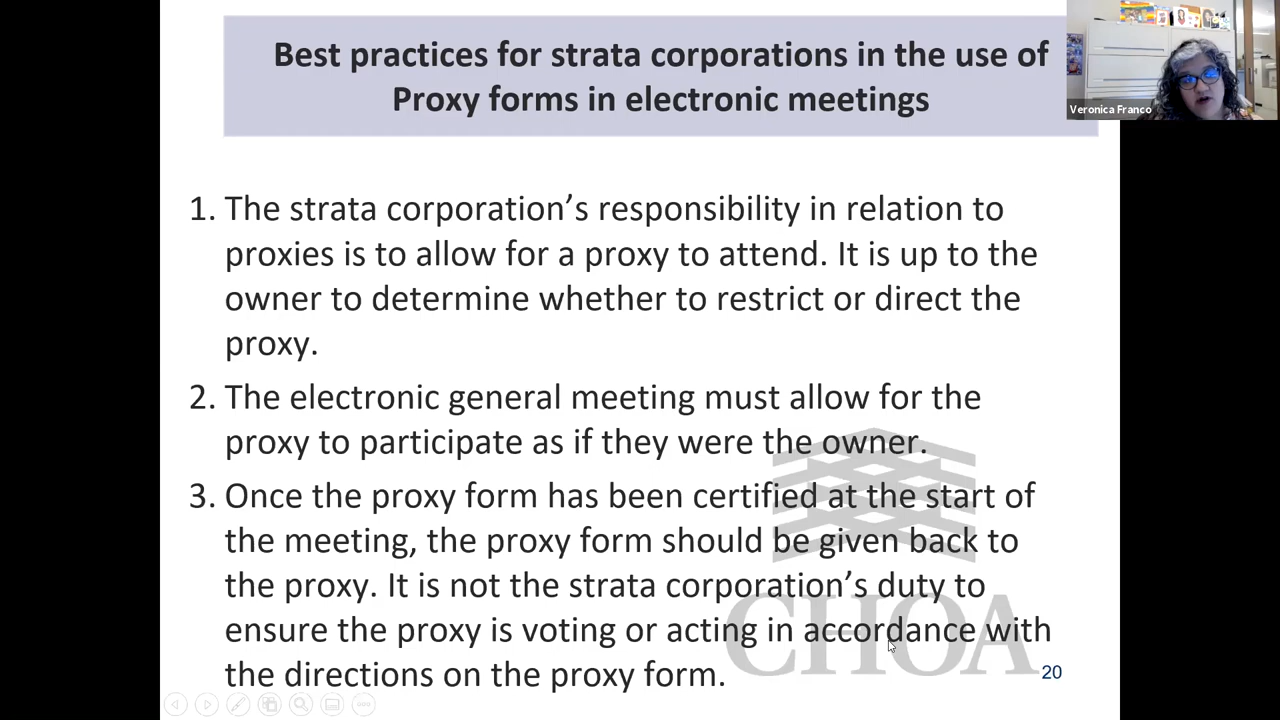 Best practices for strata corporations in the use of
Proxy forms in electronic meetings
Veronica Franco
1. The strata corporation’s responsibility in relation to
proxies is to allow for a proxy to attend. It is up to the
owner to determine whether to restrict or direct the
proxy.
2. The electronic general meeting must allow for the
proxy to participate as if they were the owner.
3. Once the proxy form has been certified at the start of
the meeting, the proxy form should be given back to
the proxy. It is not the strata corporation’s duty to
ensure the proxy is voting or acting in accordance with
the directions on the proxy form.
CHOA
20